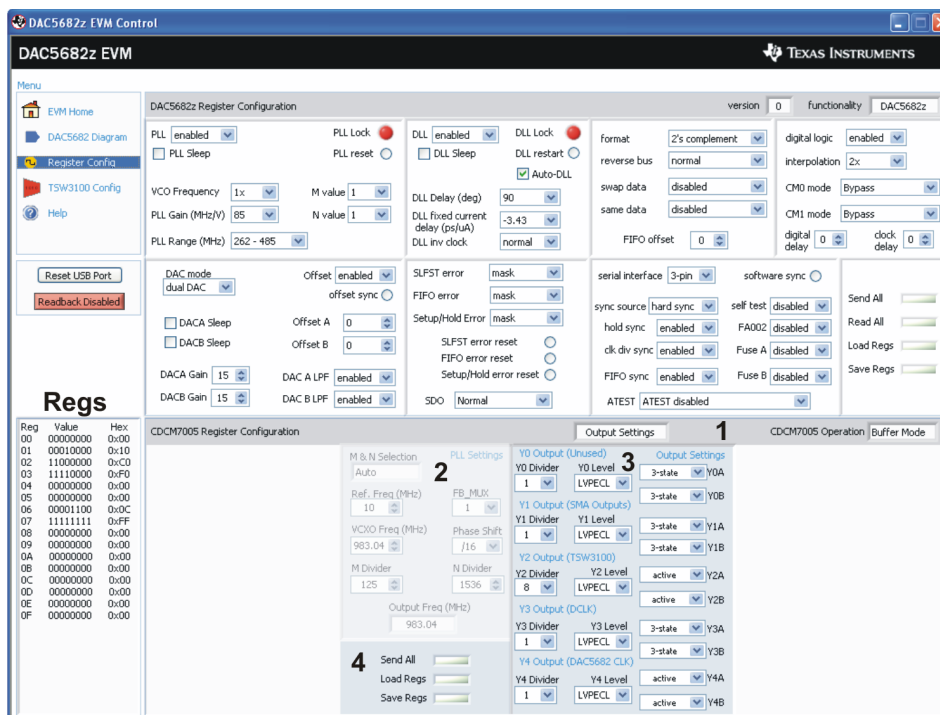 DAC5682z EVM Control
DAC5682z EVM
TEXAS INSTRUMENTS
Menu
EVM Home
DAC5682 Diagram
Register Config
TSW3100 Config
Help
Reset USB Port
Readback Disabled
DAC5682z Register Configuration
version 0 functionality DAC5682z
PLL enabled PLL Lock
PLL Sleep PLL reset
VCO Frequency 1x M value 1
PLL Gain (MHz/V) 85 N value 1
PLL Range (MHz) 262 - 485
DLL enabled DLL Lock
DLL Sleep DLL restart
Auto-DLL
DLL Delay (deg) 90
DLL fixed current
delay (ps/uA) -3.43
DLL inv clock normal
format 2's complement
reverse bus normal
swap data disabled
same data disabled
FIFO offset 0
digital logic enabled
interpolation 2x
CM0 mode Bypass
CM1 mode Bypass
digital
delay 0 clock
delay 0
DAC mode
dual DAC
Offset enabled
offset sync
DACA Sleep Offset A 0
DACB Sleep Offset B 0
DACA Gain 15 DAC A LPF enabled
DACB Gain 15 DAC B LPF enabled
SLFST error mask
FIFO error mask
Setup/Hold Error mask
SLFST error reset
FIFO error reset
Setup/Hold error reset
SDO Normal
serial interface 3-pin software sync
sync source hard sync self test disabled
hold sync enabled FA002 disabled
clk div sync enabled Fuse A disabled
FIFO sync enabled Fuse B disabled
ATEST ATEST disabled
Send All
Read All
Load Regs
Save Regs
Regs
Reg Value Hex
00 00000000 0x00
01 00010000 0x10
02 11000000 0xC0
03 11110000 0xF0
04 00000000 0x00
05 00000000 0x00
06 00001100 0x0C
07 11111111 0xFF
08 00000000 0x00
09 00000000 0x00
0A 00000000 0x00
0B 00000000 0x00
0C 00000000 0x00
0D 00000000 0x00
0E 00000000 0x00
0F 00000000 0x00
CDCM7005 Register Configuration
Output Settings
1
CDCM7005 Operation Buffer Mode
M & N Selection PLL Settings
Auto
2
Ref. Freq (MHz) FB_MUX
10 1
VCXO Freq (MHz) Phase Shift
983.04 /16
M Divider N Divider
125 1536
Output Freq (MHz)
983.04
4
Send All
Load Regs
Save Regs
Y0 Output (Unused)
3
Output Settings
Y0 Divider Y0 Level
1 LVPECL
3-state Y0A
3-state Y0B
Y1 Output (SMA Outputs)
Y1 Divider Y1 Level
1 LVPECL
3-state Y1A
3-state Y1B
Y2 Output (TSW3100)
Y2 Divider Y2 Level
8 LVPECL
active Y2A
active Y2B
Y3 Output (DCLK)
Y3 Divider Y3 Level
1 LVPECL
3-state Y3A
3-state Y3B
Y4 Output (DAC5682 CLK)
Y4 Divider Y4 Level
1 LVPECL
active Y4A
active Y4B